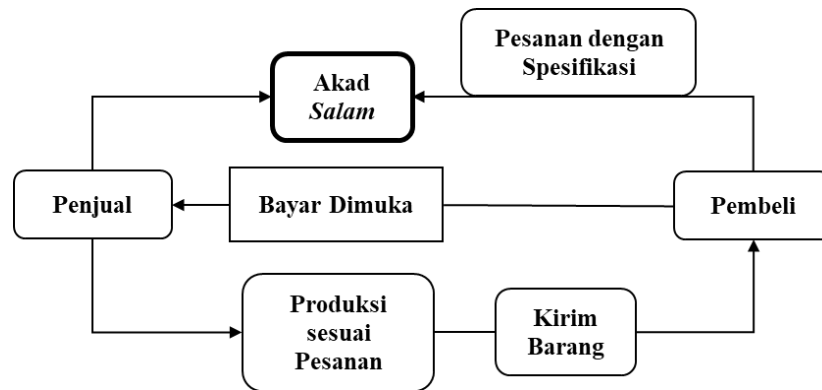 Pesanan dengan
Spesifikasi
Akad
Salam
Penjual
Bayar Dimuka
Pembeli
Produksi
sesuai
Pesanan
Kirim
Barang